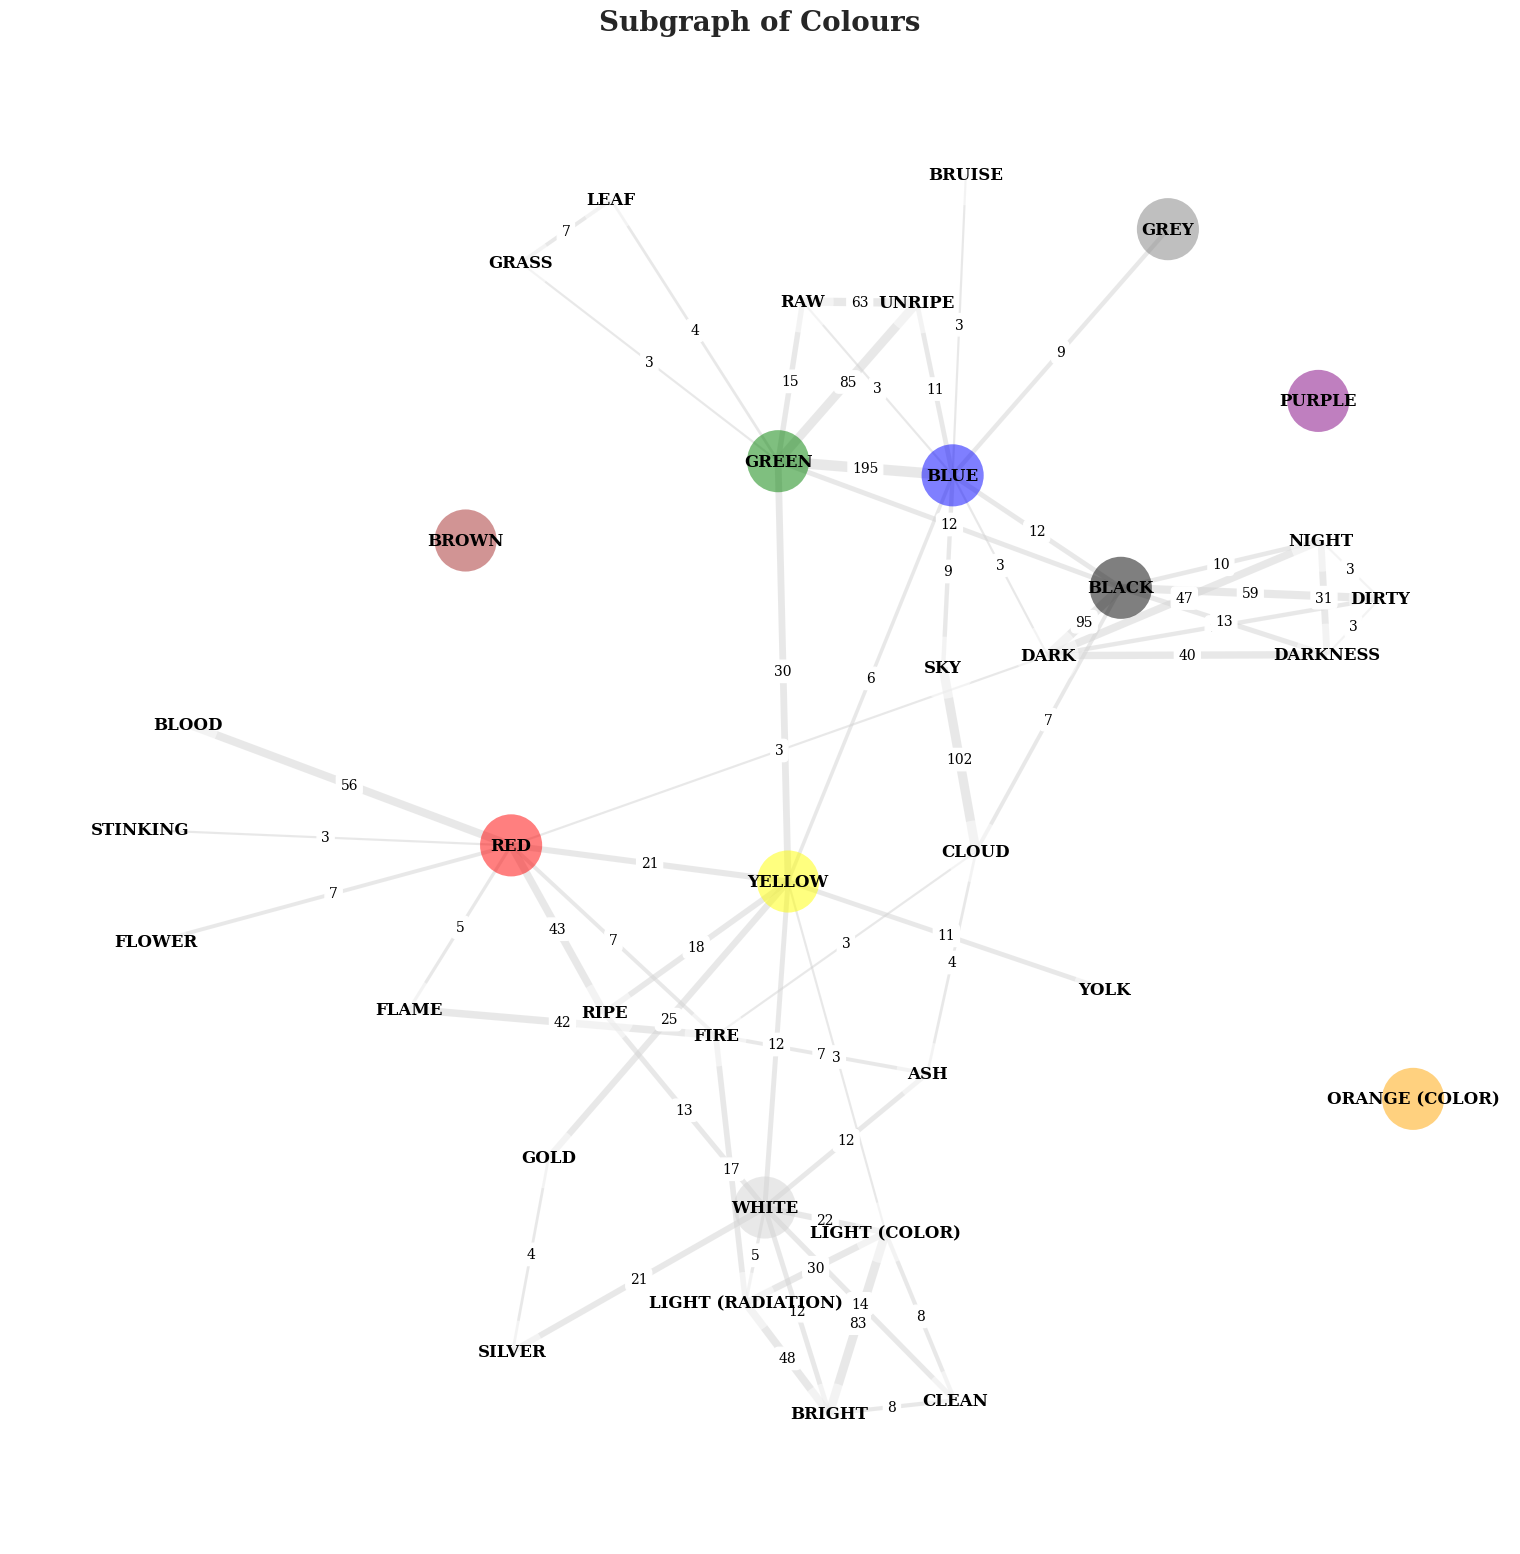 Subgraph of Colours
BRUISE
LEAF
GREY
7
GRASS
RAW
63
UNRIPE
3
4
9
3
15
85
3
11
PURPLE
GREEN
195
BLUE
12
12
BROWN
NIGHT
9
3
10
3
BLACK
59
47
31
DIRTY
95
13
3
DARK
40
DARKNESS
SKY
30
6
7
BLOOD
3
102
56
STINKING
3
RED
CLOUD
21
YELLOW
7
5
43
7
18
3
11
FLOWER
4
YOLK
FLAME
RIPE
42
25
FIRE
12
7
3
ASH
ORANGE (COLOR)
13
12
GOLD
17
WHITE
22
LIGHT (COLOR)
4
5
30
21
LIGHT (RADIATION)
12
14
8
83
SILVER
48
CLEAN
BRIGHT
8